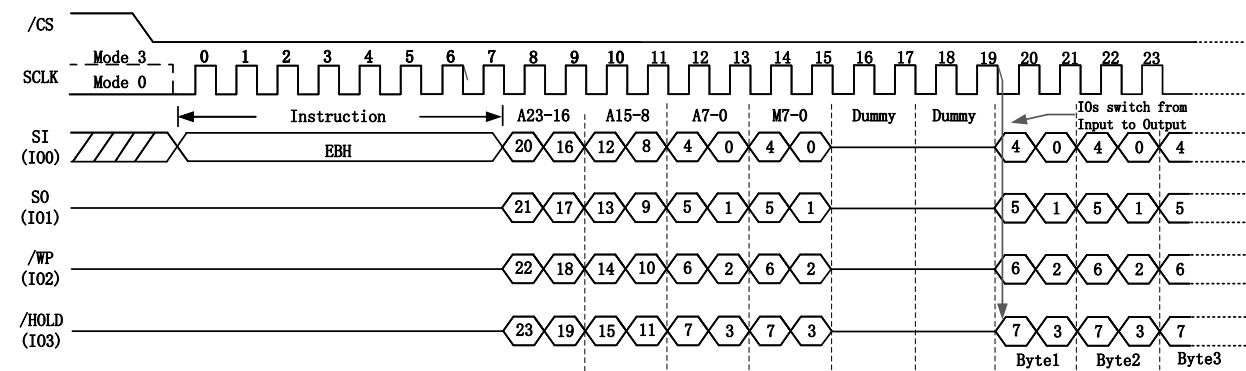 /CS
Mode 3 0 1 2 3 4 5 6 7 8 9 10 11 12 13 14 15 16 17 18 19 20 21 22 23
SCLK
Mode 0
Instruction A23-16 A15-8 A7-0 M7-0 Dummy Dummy IOs switch from
Input to Output
SI
(IO0) EBH 20 16 12 8 4 0 4 0 4 0 4 0 4
SO
(IO1) 21 17 13 9 5 1 5 1 5 1 5 1 5
/WP
(IO2) 22 18 14 10 6 2 6 2 6 2 6 2 6
/HOLD
(IO3) 23 19 15 11 7 3 7 3 7 3 7 3 7
Byte1 Byte2 Byte3